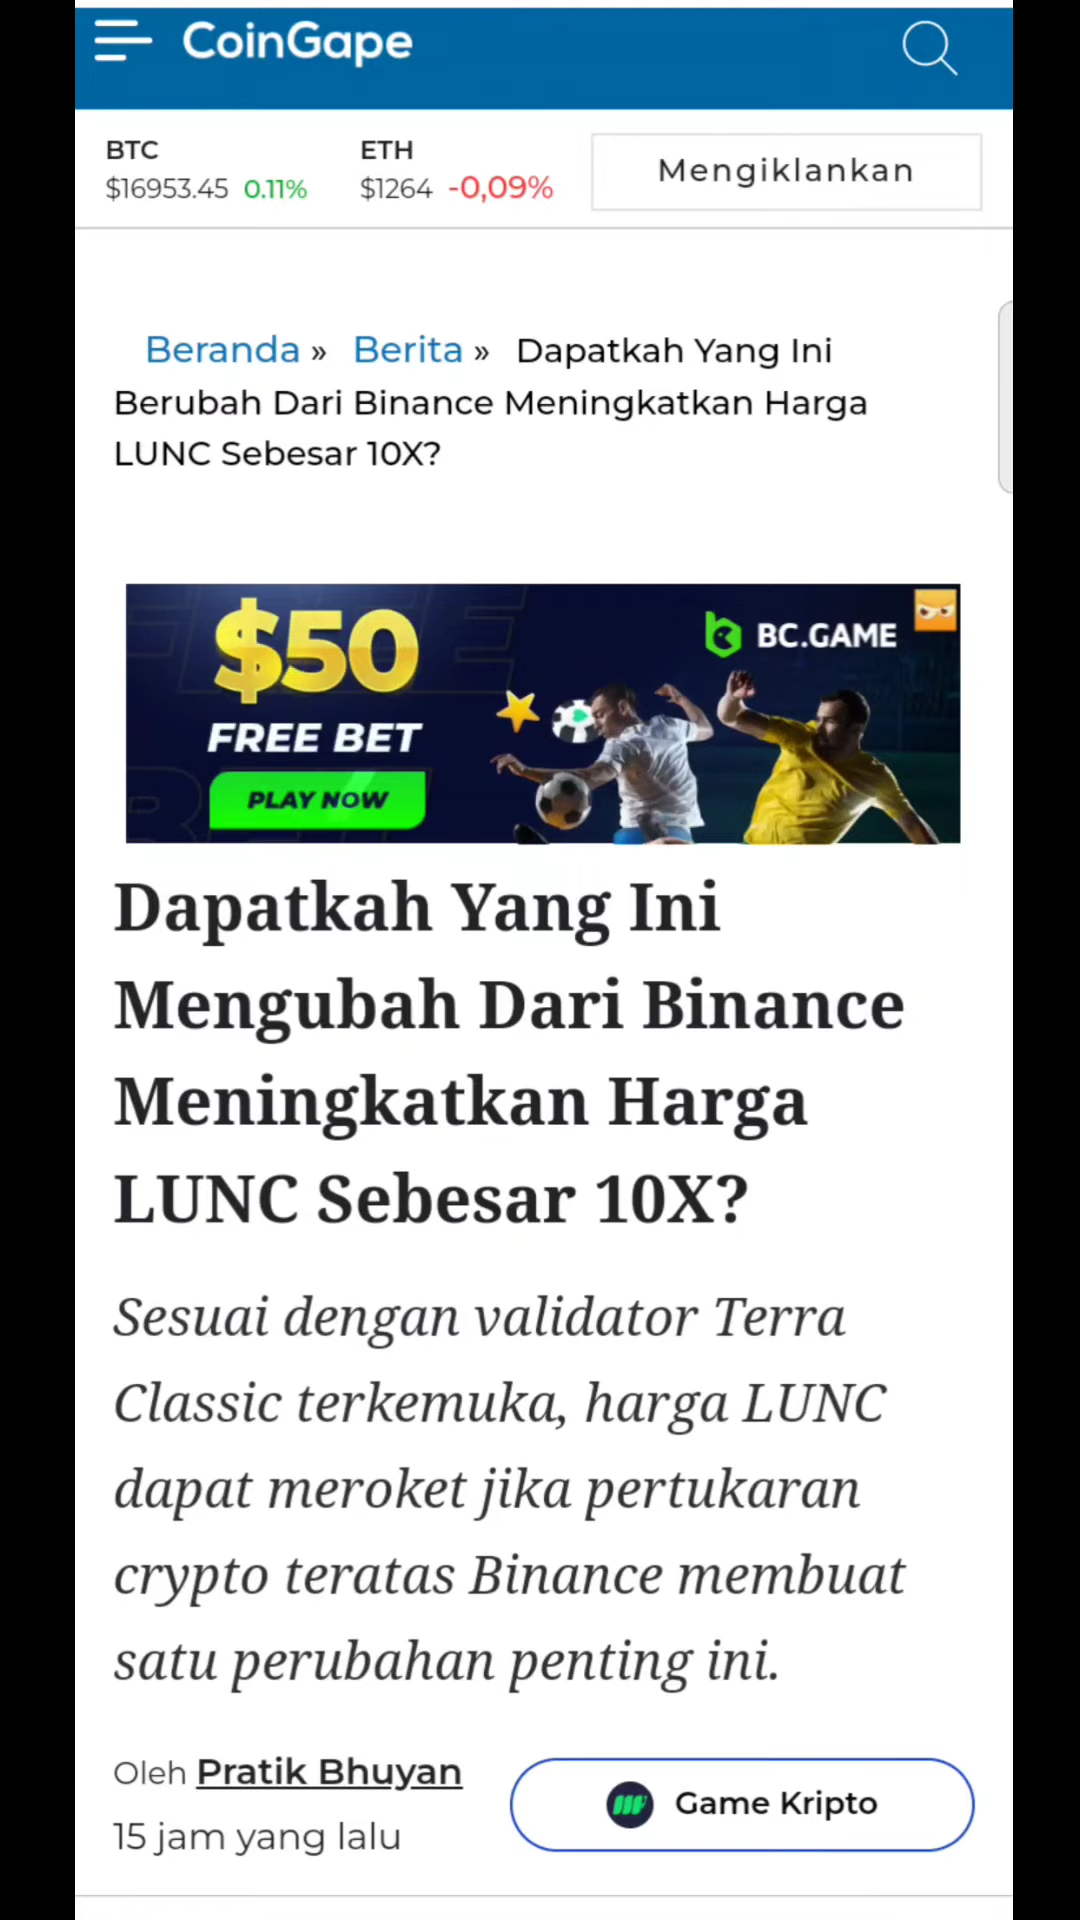 CoinGape
BTC
$16953.45 0.11%
ETH
$1264 -0,09%
Mengiklankan
Beranda » Berita » Dapatkah Yang Ini
Berubah Dari Binance Meningkatkan Harga
LUNC Sebesar 10X?
$50
FREE BET
PLAY NOW
BC.GAME
Dapatkah Yang Ini
Mengubah Dari Binance
Meningkatkan Harga
LUNC Sebesar 10X?
Sesuai dengan validator Terra
Classic terkemuka, harga LUNC
dapat meroket jika pertukaran
crypto teratas Binance membuat
satu perubahan penting ini.
Oleh Pratik Bhuyan
15 jam yang lalu
Game Kripto